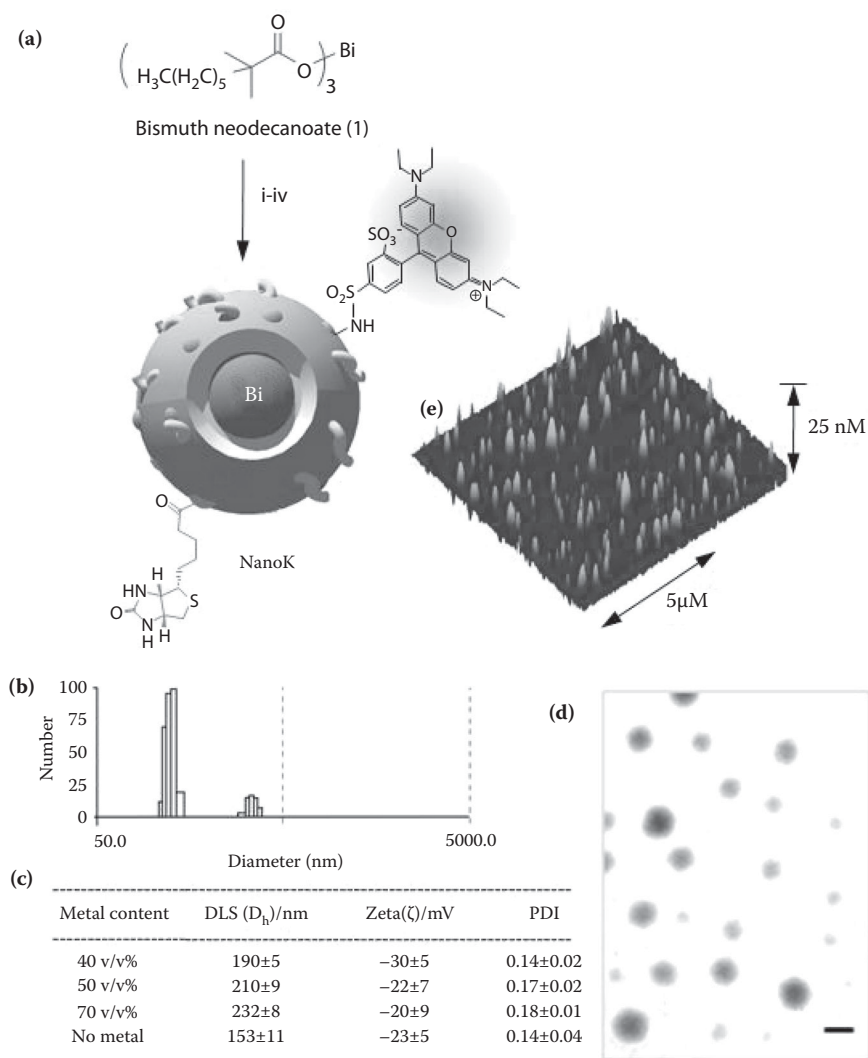 (a)
O
( H₃C(H₂C)₅ O )₃ Bi
Bismuth neodecanoate (1)
i-iv
N
SO₃⁻
O
O₂S
N
⊕
NH
Bi
O
NanoK
H
HN
S
O
N
H
H
(e)
25 nM
5µM
(b)
100
75
50
25
0
Number
50.0
5000.0
Diameter (nm)
(c)
Metal content DLS (Dₕ)/nm Zeta(ζ)/mV PDI
40 v/v% 190±5 −30±5 0.14±0.02
50 v/v% 210±9 −22±7 0.17±0.02
70 v/v% 232±8 −20±9 0.18±0.01
No metal 153±11 −23±5 0.14±0.04
(d)